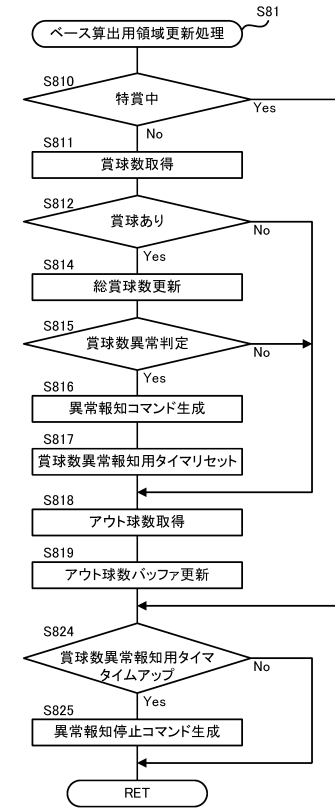 S81
ベース算出用領域更新処理
S810
特賞中
Yes
No
S811
賞球数取得
S812
賞球あり
No
Yes
S814
総賞球数更新
S815
賞球数異常判定
No
Yes
S816
異常報知コマンド生成
S817
賞球数異常報知用タイマリセット
S818
アウト球数取得
S819
アウト球数バッファ更新
S824
賞球数異常報知用タイマ
タイムアップ
No
Yes
S825
異常報知停止コマンド生成
RET